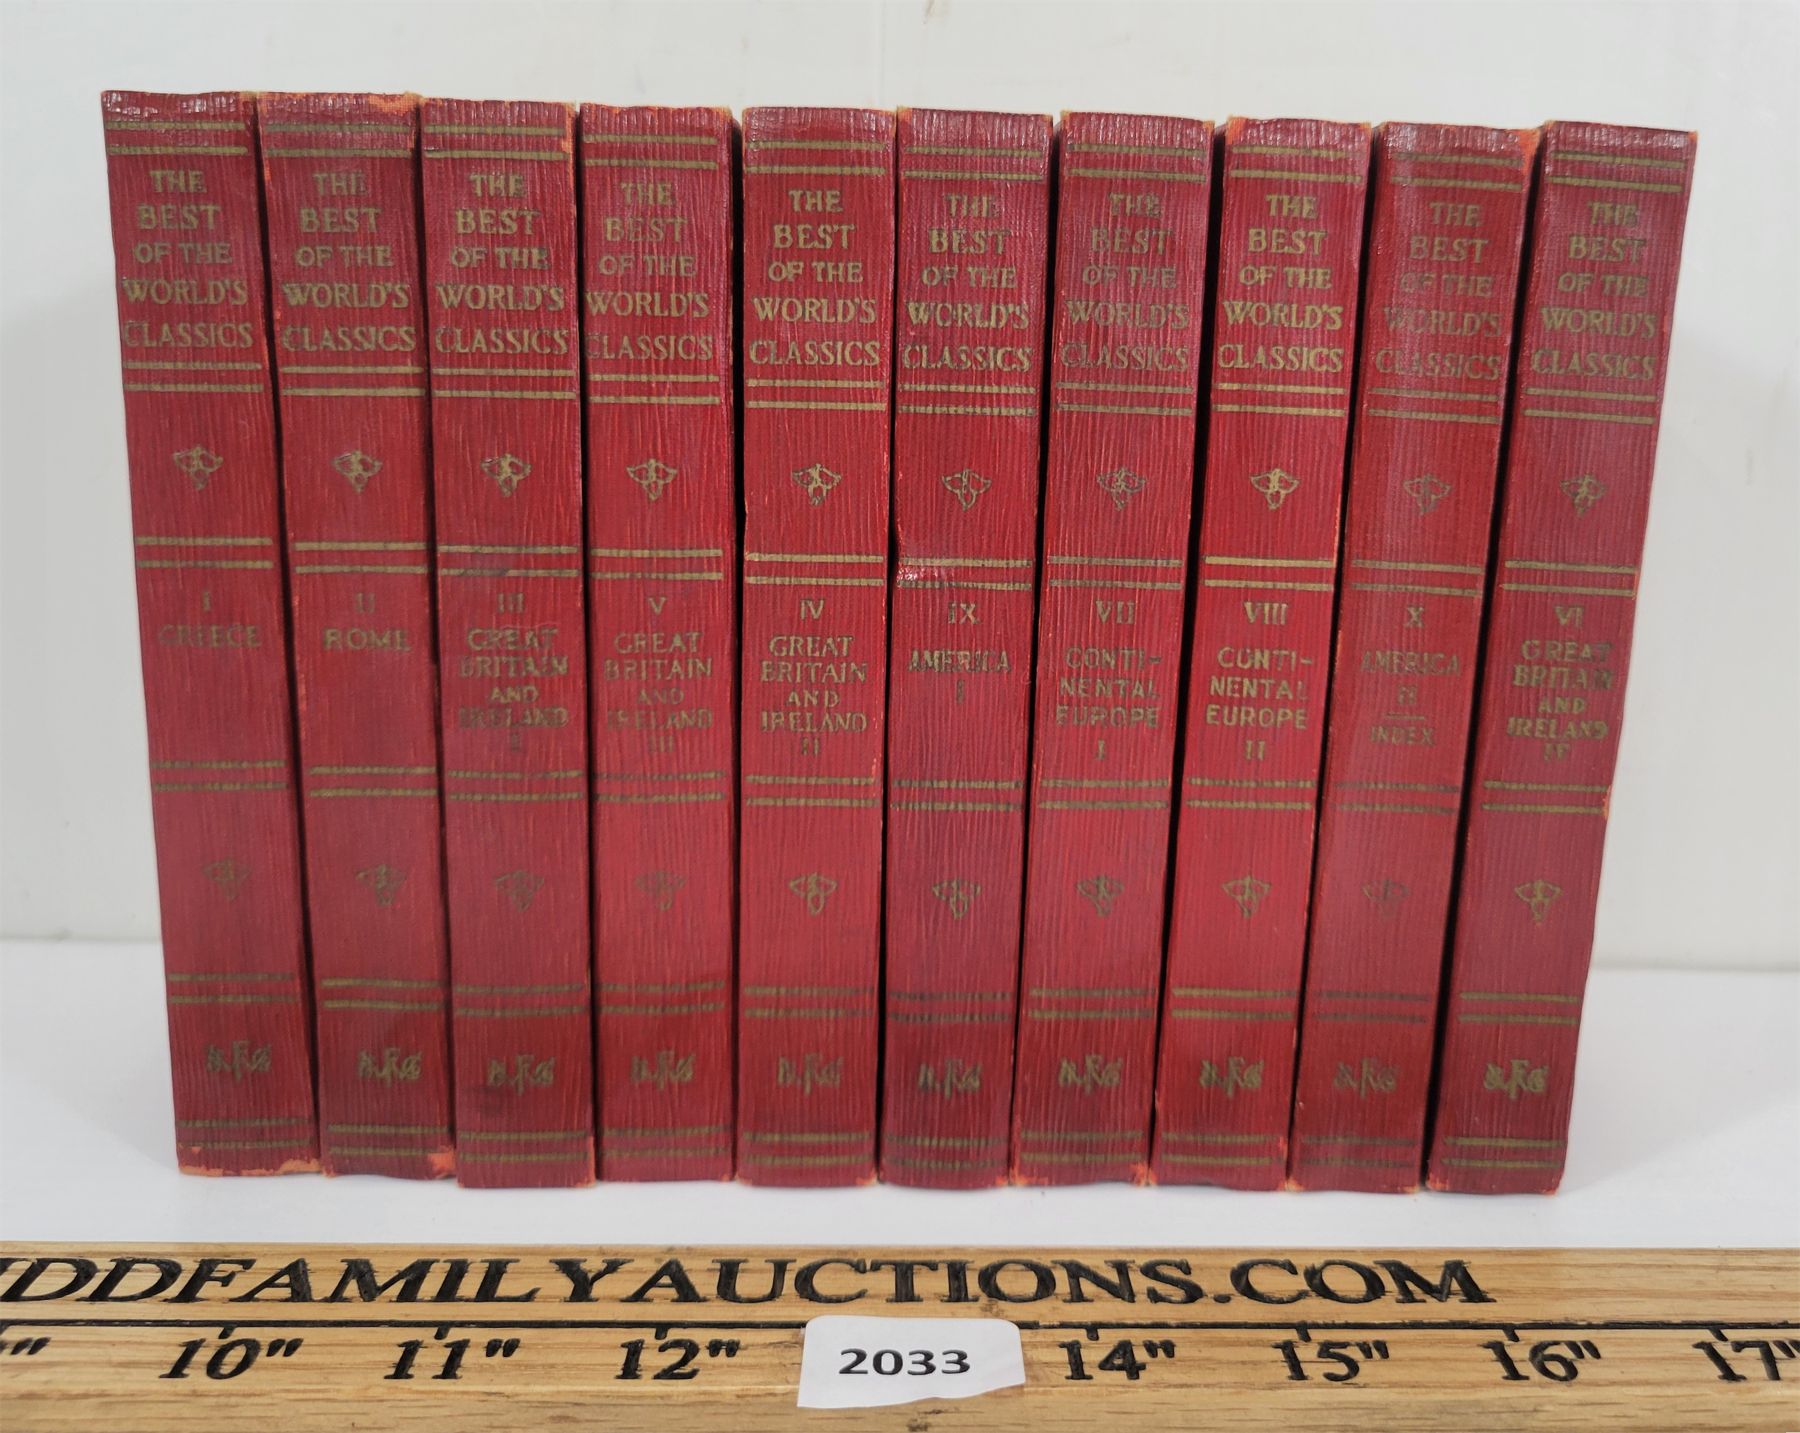 THE
BEST
OF THE
WORLD'S
CLASSICS
I
GREECE
THE
BEST
OF THE
WORLD'S
CLASSICS
II
ROME
THE
BEST
OF THE
WORLD'S
CLASSICS
III
GREAT
BRITAIN
AND
IRELAND
I
THE
BEST
OF THE
WORLD'S
CLASSICS
V
GREAT
BRITAIN
AND
IRELAND
III
THE
BEST
OF THE
WORLD'S
CLASSICS
IV
GREAT
BRITAIN
AND
IRELAND
II
THE
BEST
OF THE
WORLD'S
CLASSICS
IX
AMERICA
I
THE
BEST
OF THE
WORLD'S
CLASSICS
VII
CONTI-
NENTAL
EUROPE
I
THE
BEST
OF THE
WORLD'S
CLASSICS
VIII
CONTI-
NENTAL
EUROPE
II
THE
BEST
OF THE
WORLD'S
CLASSICS
X
AMERICA
II
INDEX
THE
BEST
OF THE
WORLD'S
CLASSICS
VI
GREAT
BRITAIN
AND
IRELAND
IV
DDFAMILYAUCTIONS.COM
10" 11" 12" 2033 14" 15" 16" 17"